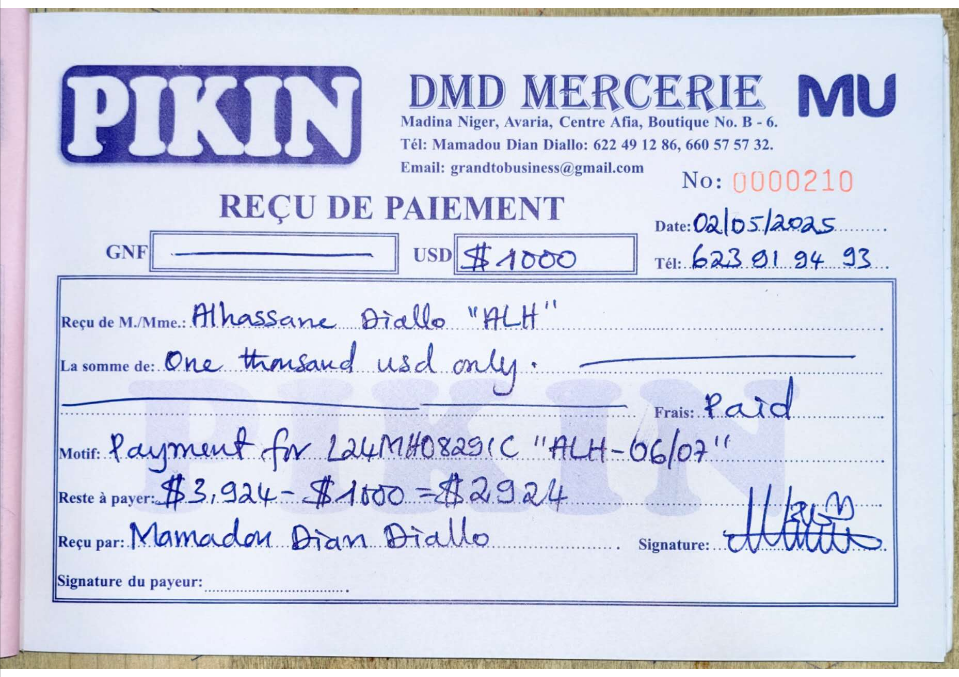 PIKIN
DMD MERCERIE
MU
Madina Niger, Avaria, Centre Afia, Boutique No. B - 6.
Tél: Mamadou Dian Diallo: 622 49 12 86, 660 57 57 32.
Email: grandtobusiness@gmail.com
No: 0000210
REÇU DE PAIEMENT
Date: 02/05/2025
GNF USD $1000
Tél: 623 91 94 93
Reçu de M./Mme.: Alhassane Diallo "ALH"
La somme de: One thousand usd only.
Frais: Paid
Motif: Payment for L24MH0829IC "ALH-06/07"
Reste à payer: $3,924 - $1000 = $2924
Reçu par: Mamadou Dian Diallo Signature:
Signature du payeur:
PIKIN